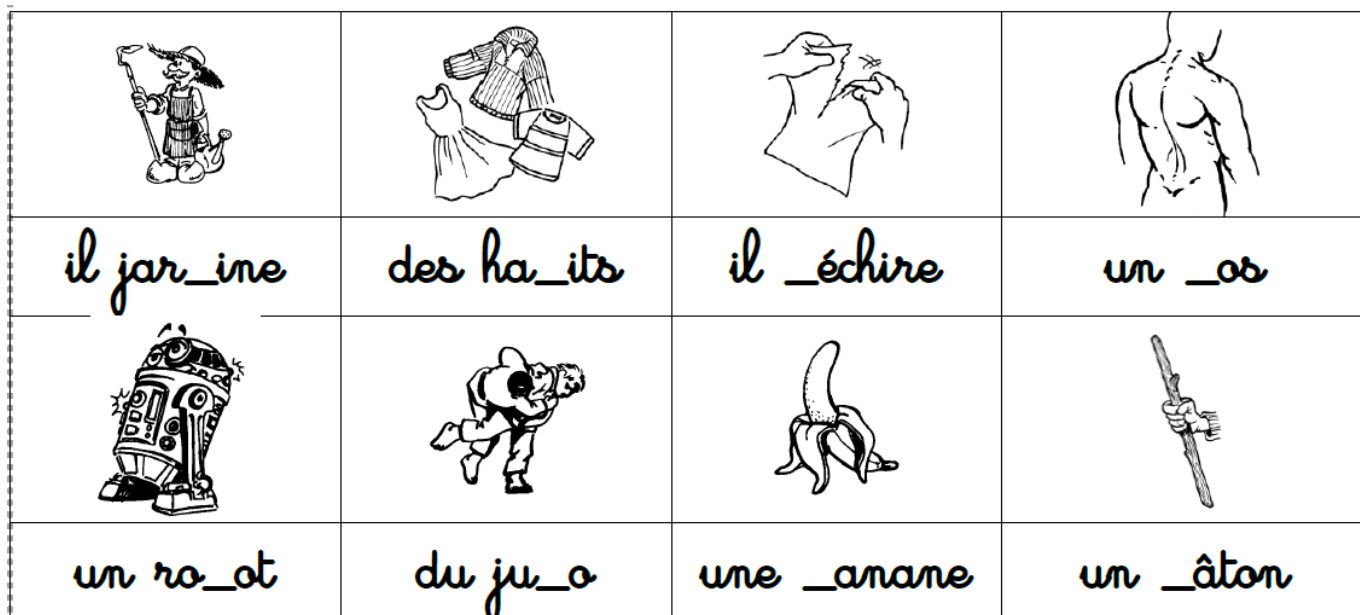 il jar_ine des ha_its il _échire un _os
un ro_ot du ju_o une _anane un _âton